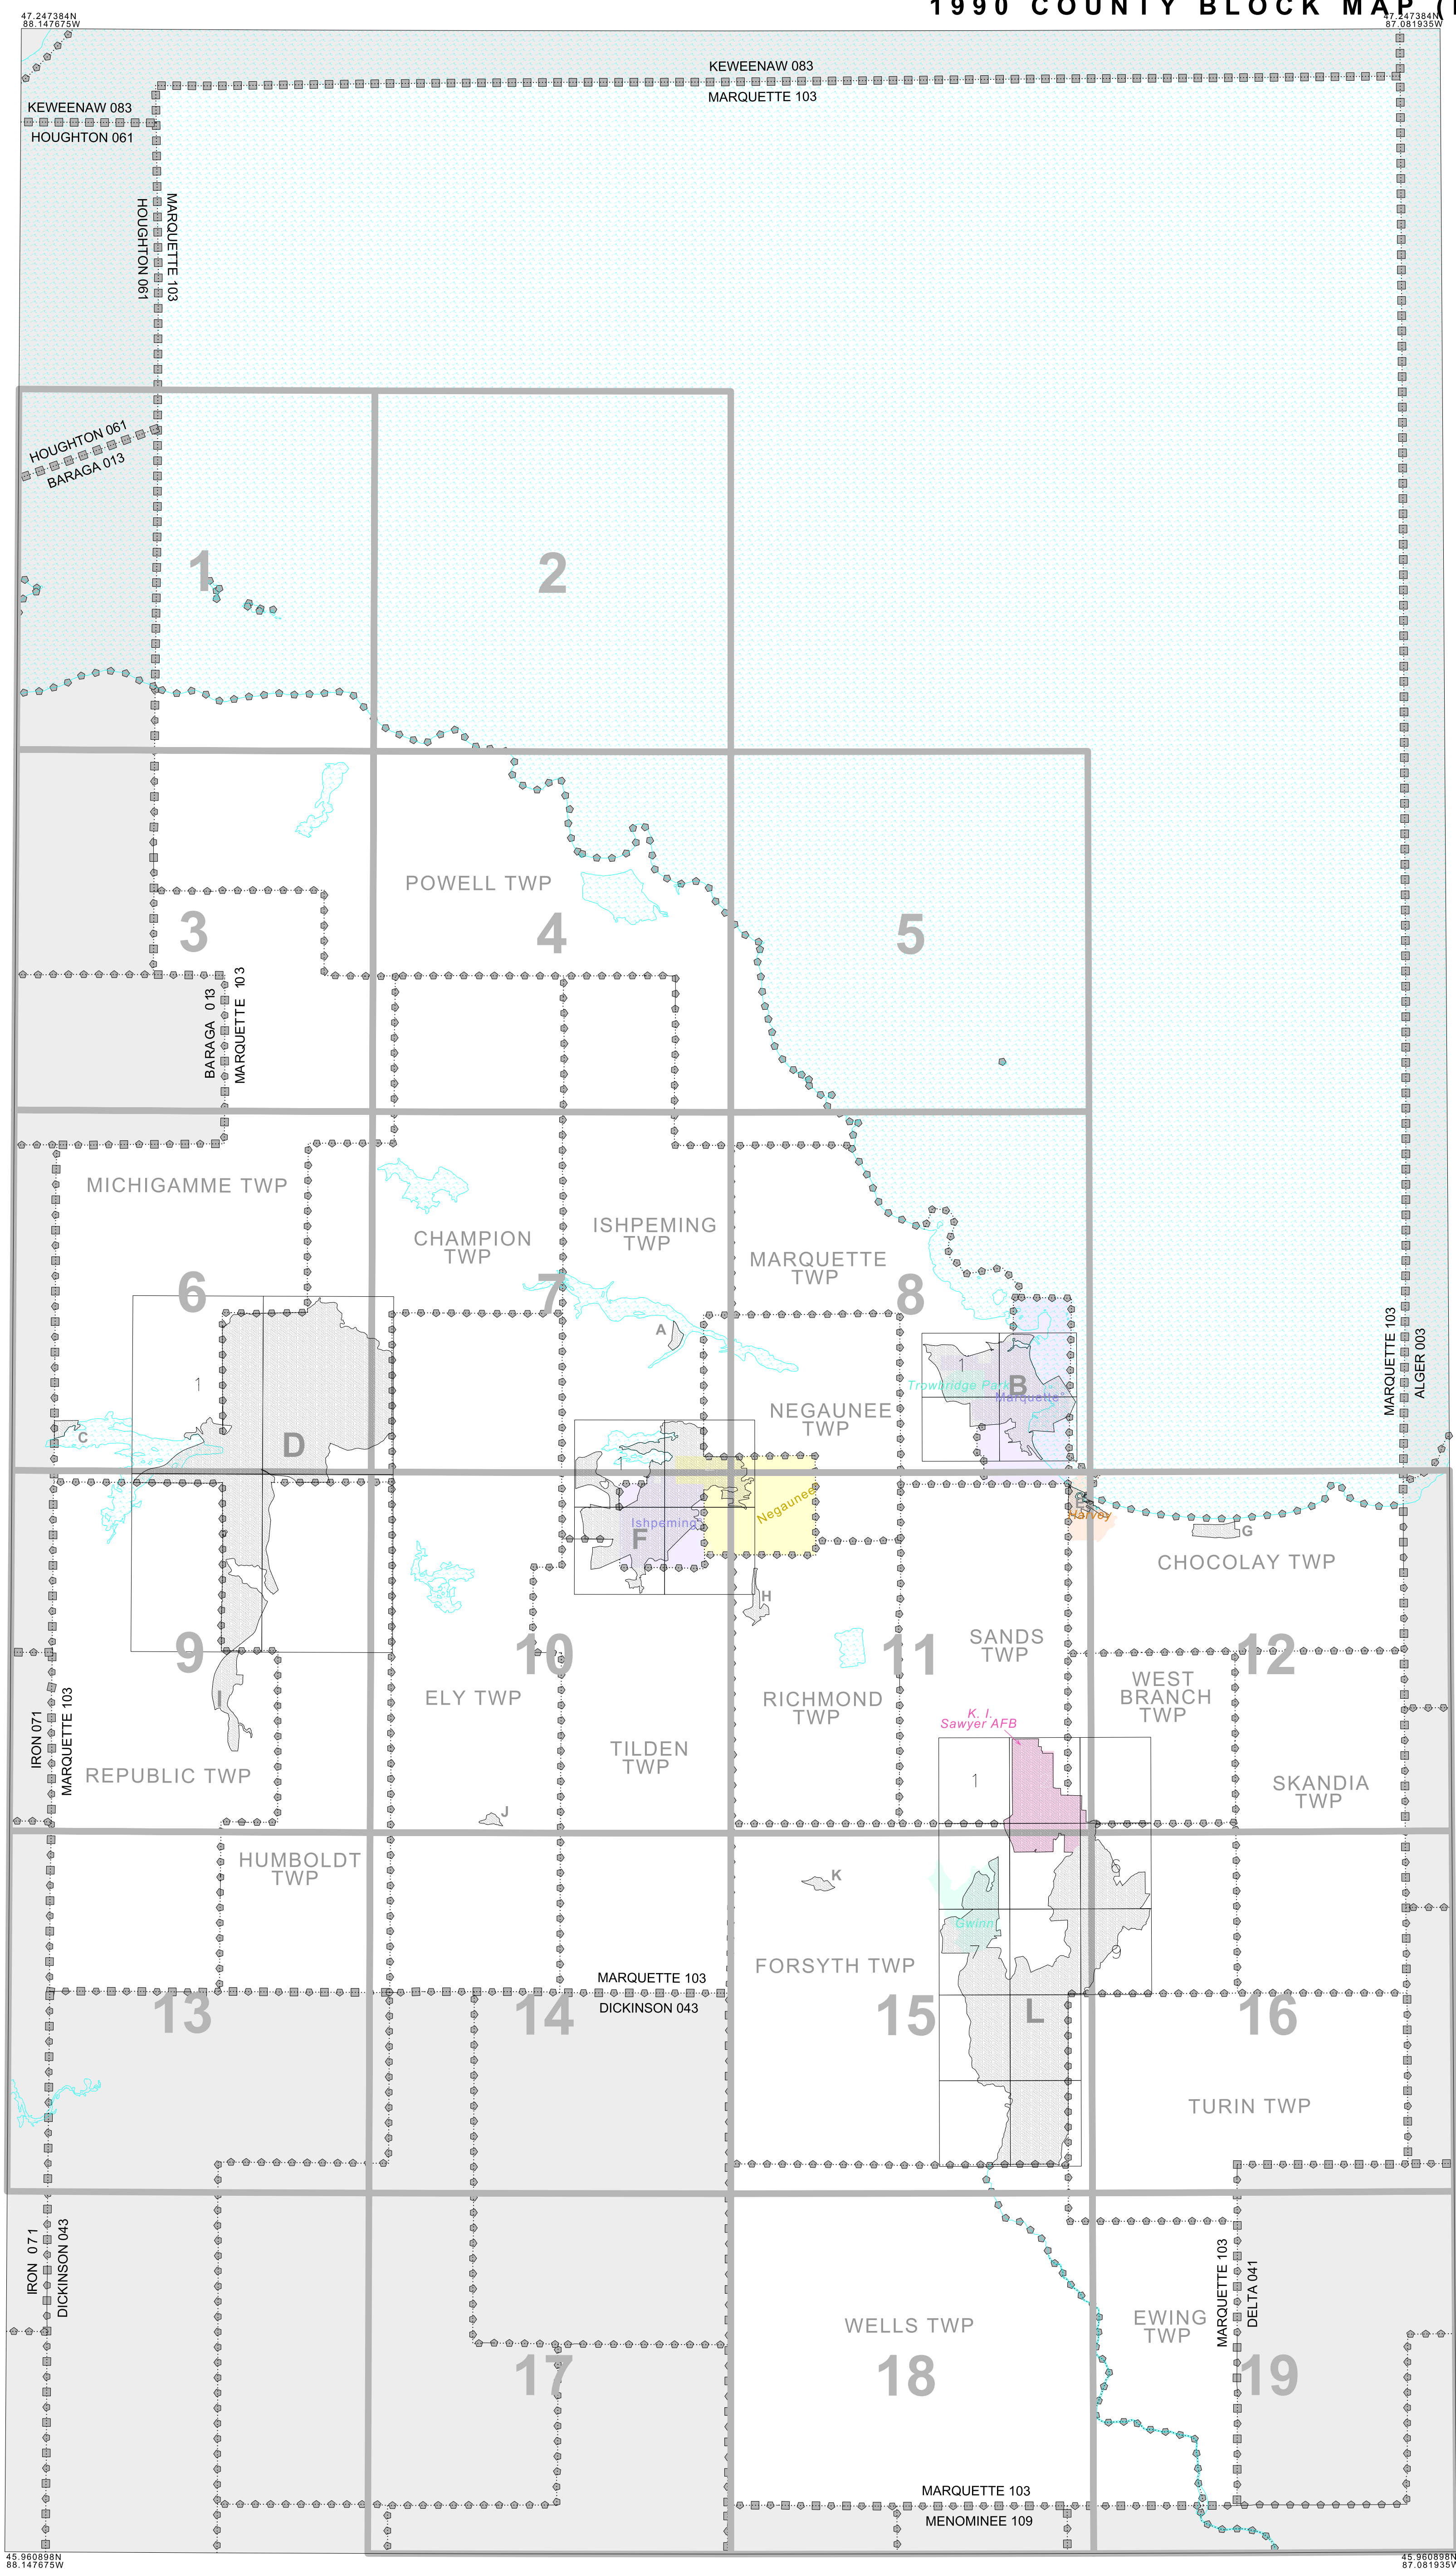 1990 COUNTY BLOCK MAP (
47.247384N
88.147675W
47.247384N
87.081935W
KEWEENAW 083
MARQUETTE 103
KEWEENAW 083
HOUGHTON 061
HOUGHTON 061
MARQUETTE 103
HOUGHTON 061
BARAGA 013
1
2
POWELL TWP
3
4
5
BARAGA 013
MARQUETTE 103
MICHIGAMME TWP
CHAMPION
TWP
ISHPEMING
TWP
MARQUETTE
TWP
6
7
8
A
MARQUETTE 103
ALGER 003
1
1
B
Trowbridge Park
Marquette
C
D
NEGAUNEE
TWP
1
Negaunee
Ishpeming
F
E
Harvey
G
CHOCOLAY TWP
H
9
10
11
12
SANDS
TWP
WEST
BRANCH
TWP
I
ELY TWP
RICHMOND
TWP
IRON 071
MARQUETTE 103
K. I.
Sawyer AFB
TILDEN
TWP
REPUBLIC TWP
1
SKANDIA
TWP
J
HUMBOLDT
TWP
K
6
Gwinn
7
9
FORSYTH TWP
MARQUETTE 103
DICKINSON 043
13
14
15
L
16
TURIN TWP
IRON 071
DICKINSON 043
MARQUETTE 103
DELTA 041
WELLS TWP
EWING
TWP
17
18
19
MARQUETTE 103
MENOMINEE 109
45.960898N
88.147675W
45.960898N
87.081935W